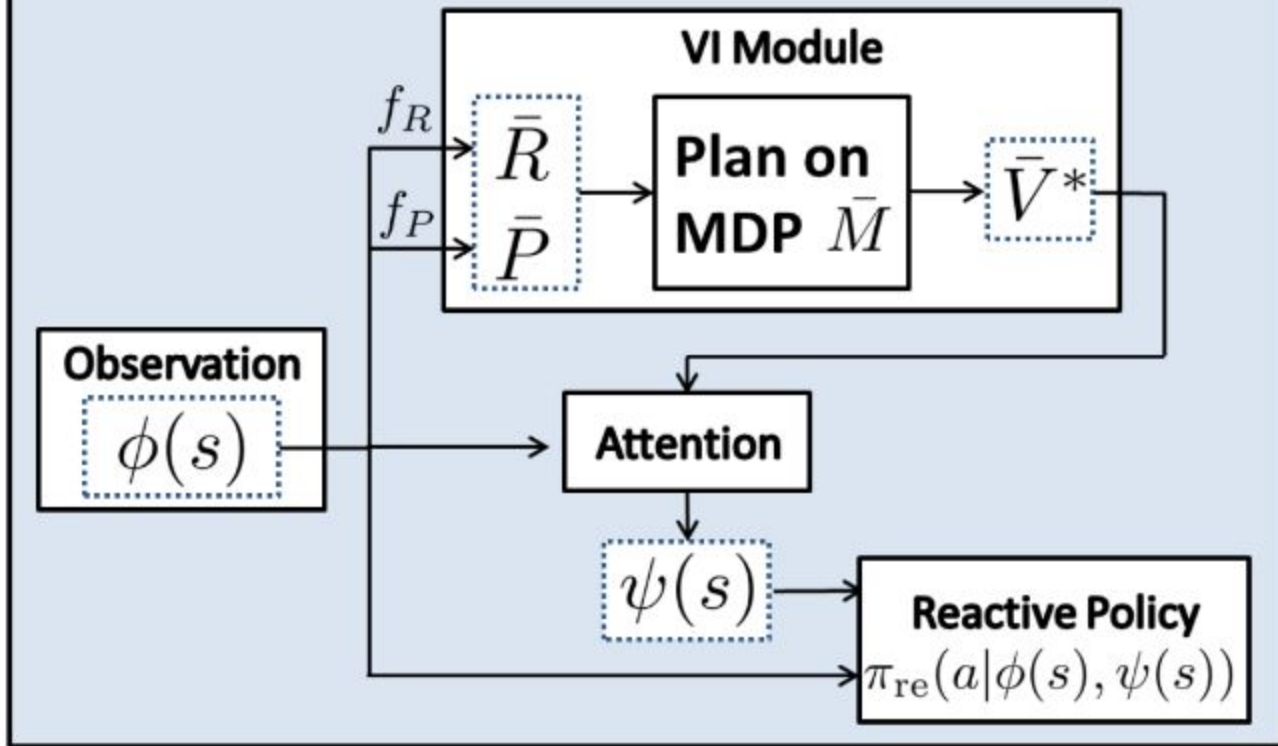 VI Module
f_R
R̄
Plan on
MDP M̄
V̄*
f_P
P̄
Observation
ϕ(s)
Attention
ψ(s)
Reactive Policy
π_re(a|ϕ(s), ψ(s))